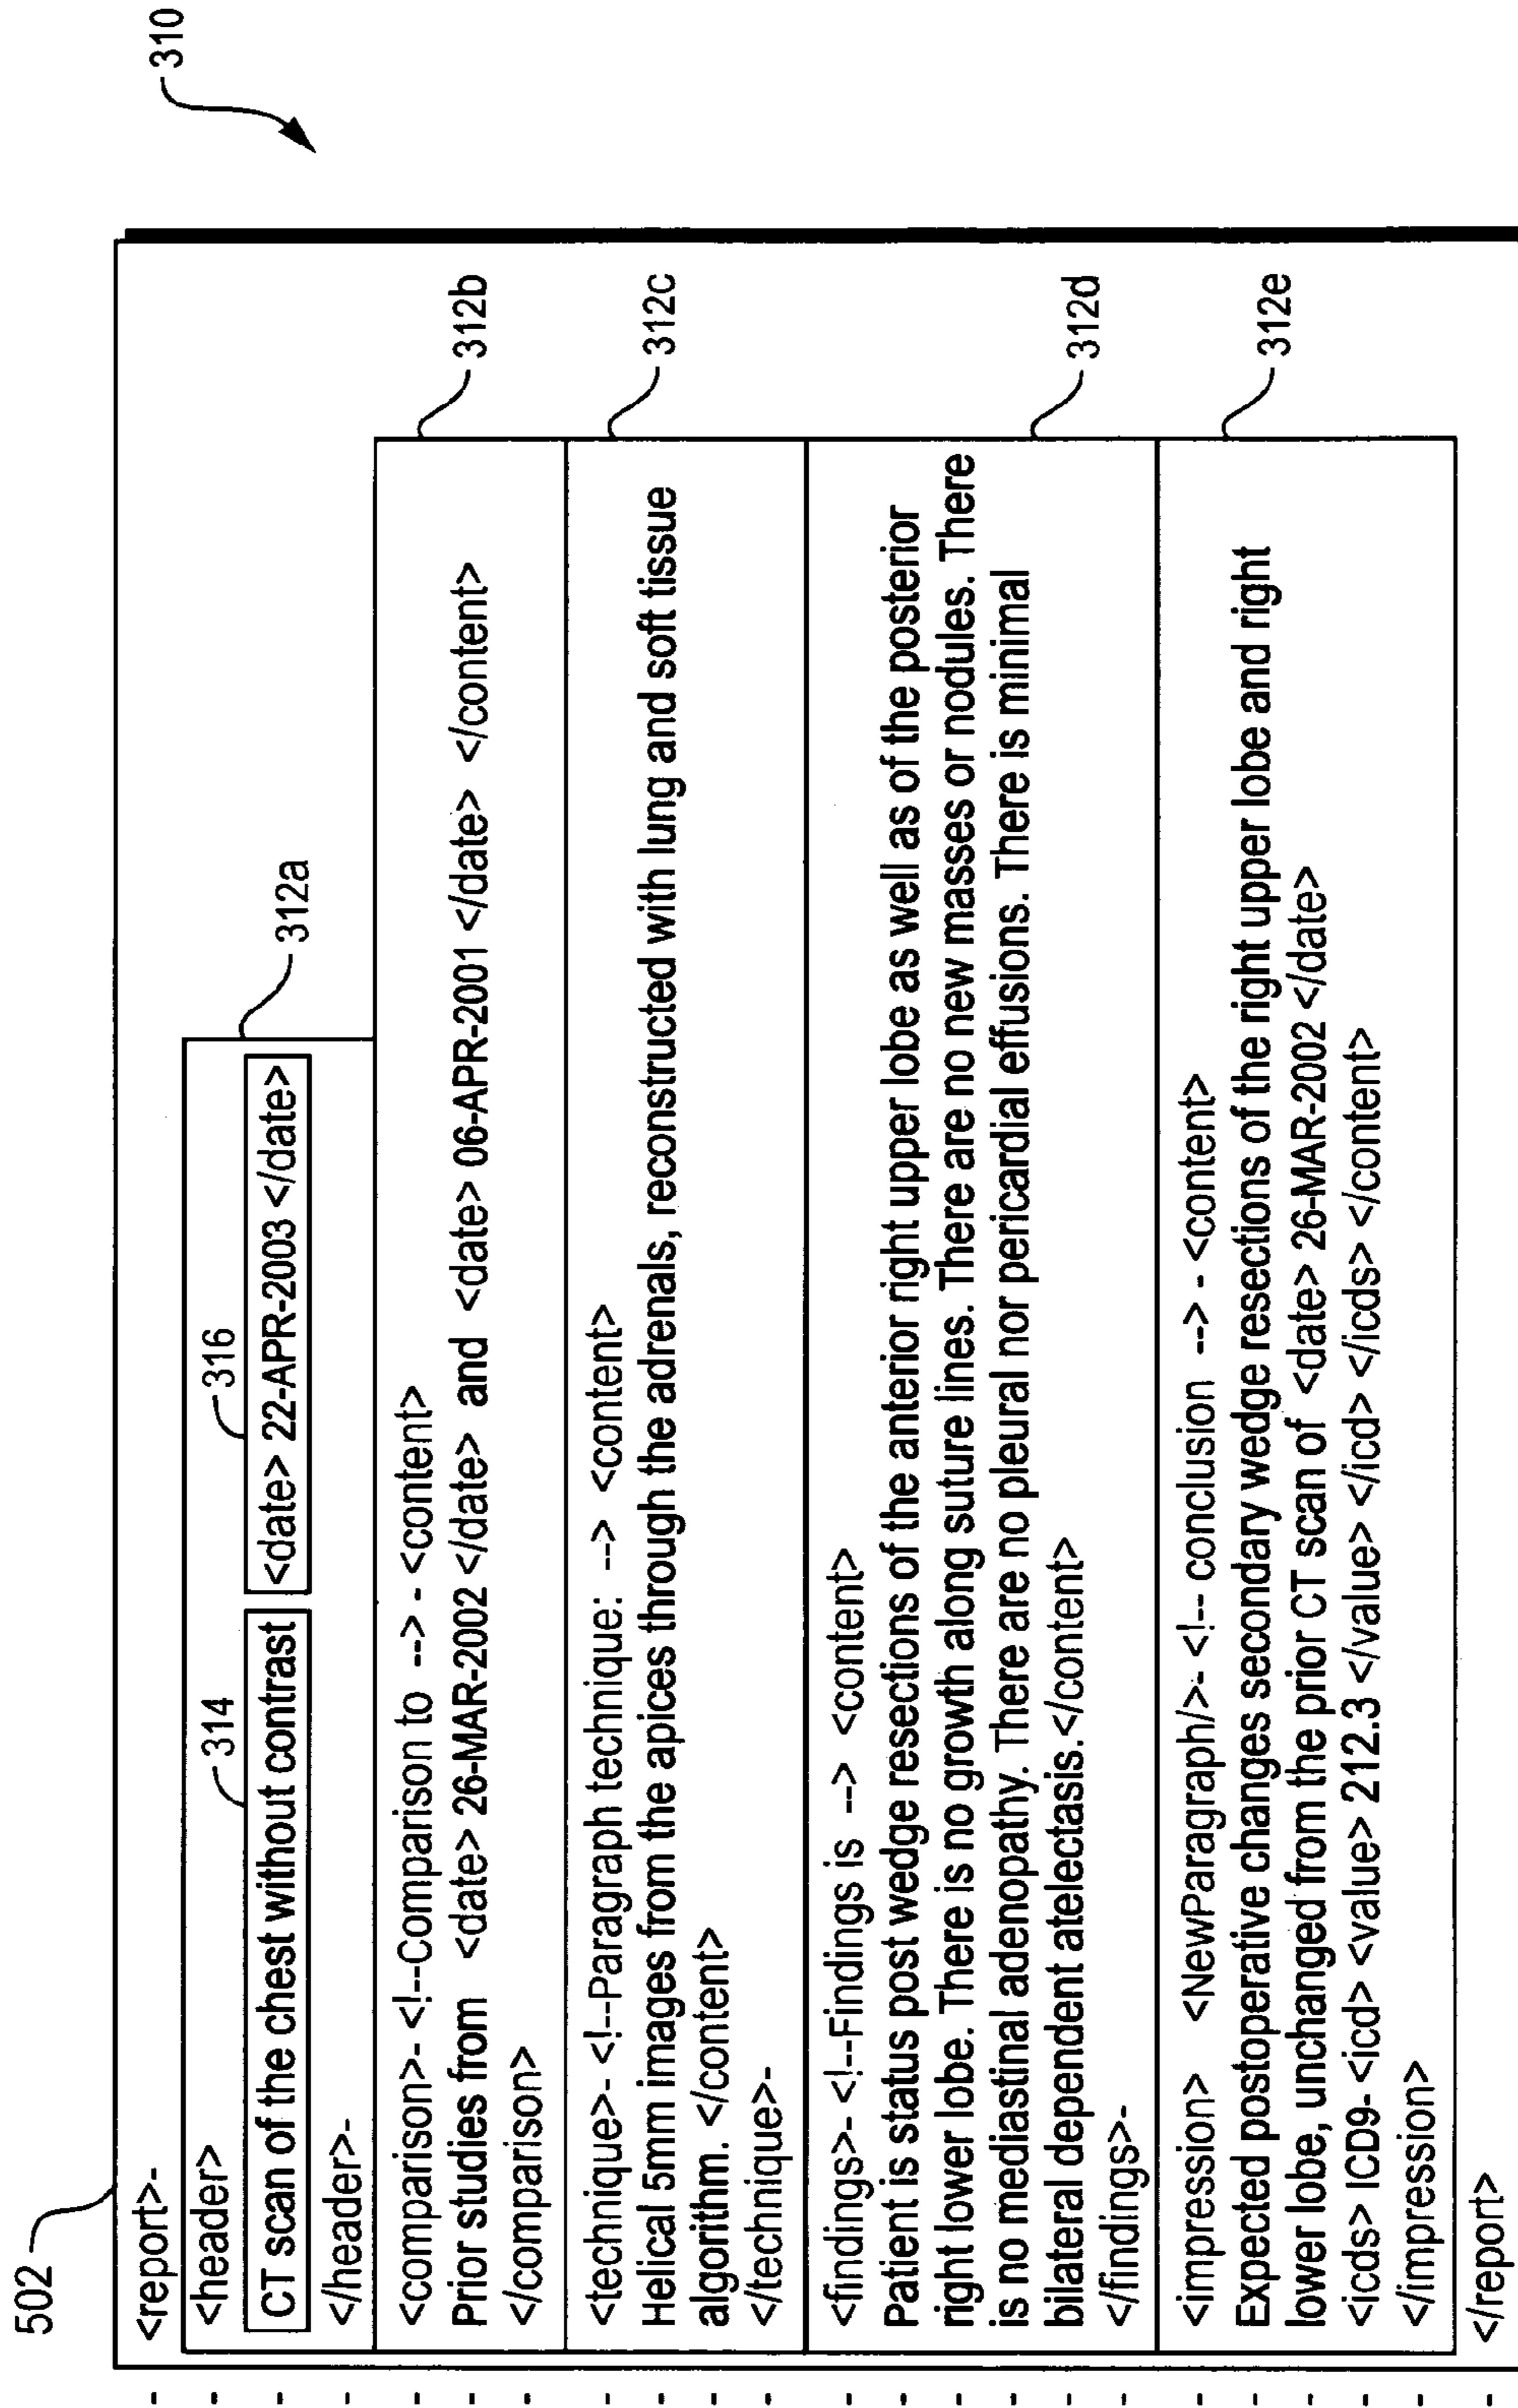 502
310
- <report>-
- <header>
314
316
312a
- CT scan of the chest without contrast <date> 22-APR-2003 </date>
- </header>-
- <comparison>- <!--Comparison to --> - <content>
312b
- Prior studies from <date> 26-MAR-2002 </date> and <date> 06-APR-2001 </date> </content>
- </comparison>
- <technique>- <!--Paragraph technique: --> <content>
312c
- Helical 5mm images from the apices through the adrenals, reconstructed with lung and soft tissue
- algorithm. </content>
- </technique>-
- <findings>- <!--Findings is --> <content>
- Patient is status post wedge resections of the anterior right upper lobe as well as of the posterior
- right lower lobe. There is no growth along suture lines. There are no new masses or nodules. There
- is no mediastinal adenopathy. There are no pleural nor pericardial effusions. There is minimal
312d
- bilateral dependent atelectasis.</content>
- </findings>-
- <impression> <NewParagraph/>- <!-- conclusion --> - <content>
312e
- Expected postoperative changes secondary wedge resections of the right upper lobe and right
- lower lobe, unchanged from the prior CT scan of <date> 26-MAR-2002 </date>
- <icds> ICD9- <icd> <value> 212.3 </value> </icd> </icds> </content>
- </impression>
- </report>